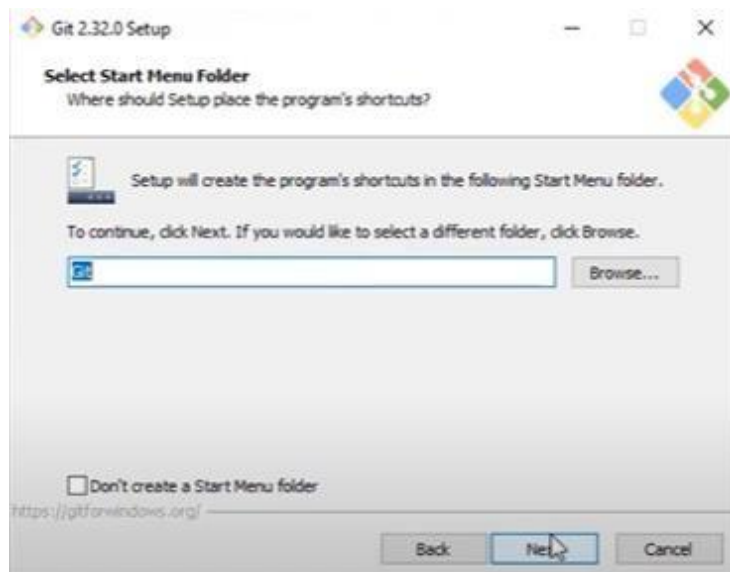 Git 2.32.0 Setup
Select Start Menu Folder
Where should Setup place the program's shortcuts?
Setup will create the program's shortcuts in the following Start Menu folder.
To continue, click Next. If you would like to select a different folder, click Browse.
Git
Browse...
Don't create a Start Menu folder
https://gitforwindows.org/
Back
Next
Cancel